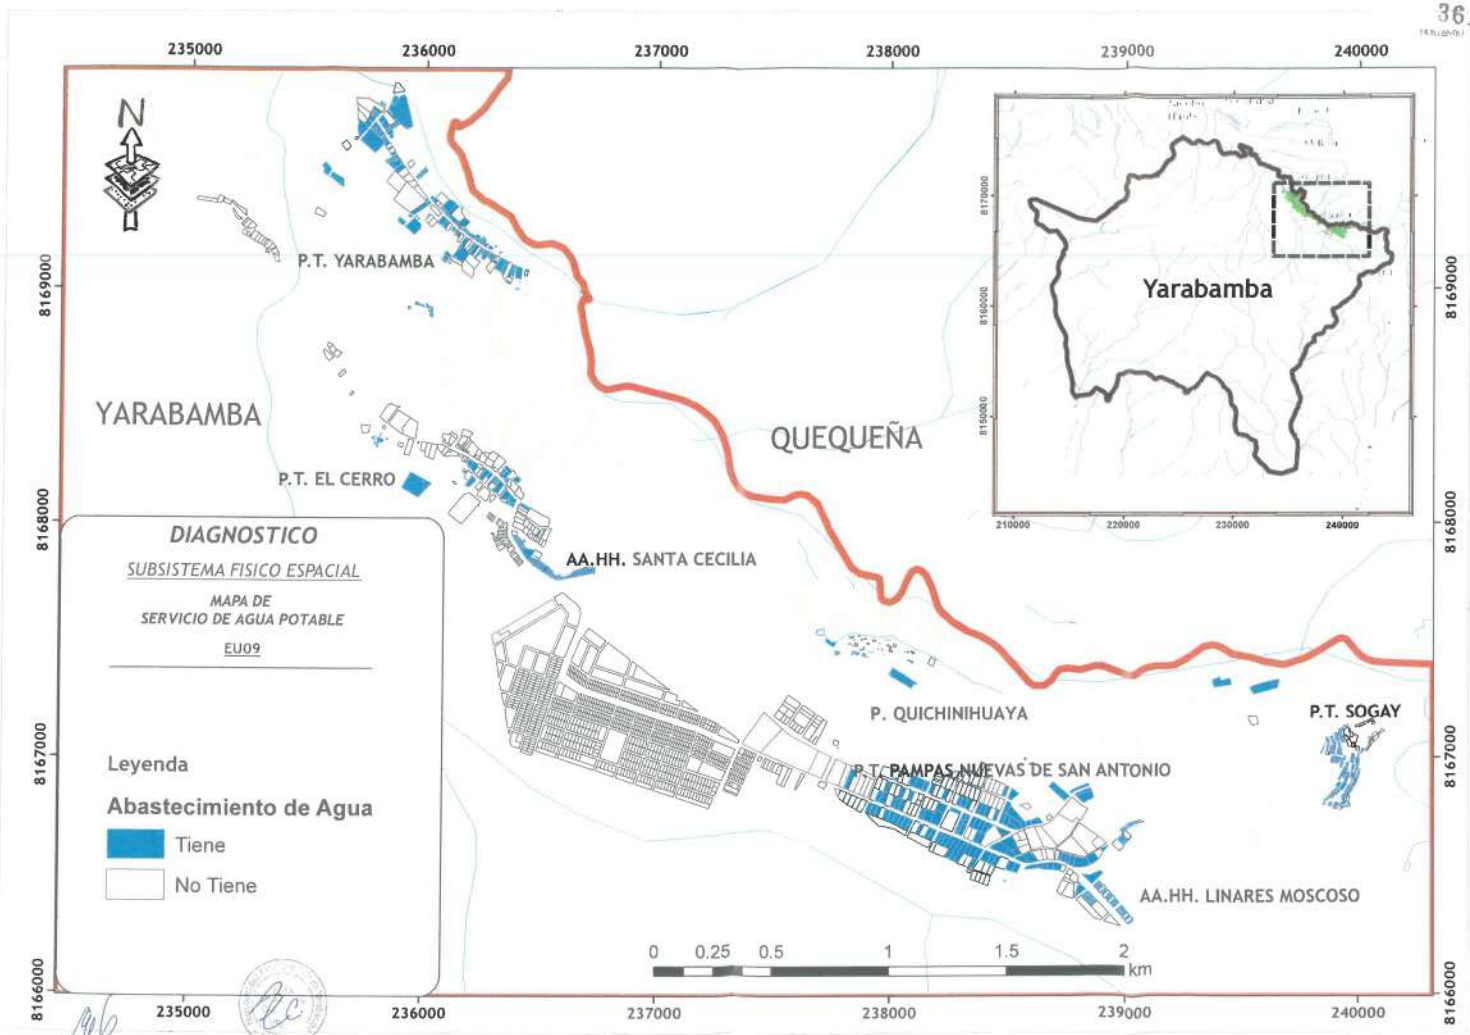 36
235000
236000
237000
238000
239000
240000
N
8170000
8160000
8150000
Yarabamba
210000
220000
230000
240000
8169000
8169000
P.T. YARABAMBA
YARABAMBA
QUEQUEÑA
P.T. EL CERRO
8168000
8168000
AA.HH. SANTA CECILIA
DIAGNOSTICO
SUBSISTEMA FISICO ESPACIAL
MAPA DE
SERVICIO DE AGUA POTABLE
EU09
P. QUICHINIHUAYA
P.T. SOGAY
8167000
8167000
P.T. PAMPAS NUEVAS DE SAN ANTONIO
Leyenda
Abastecimiento de Agua
Tiene
No Tiene
AA.HH. LINARES MOSCOSO
0 0.25 0.5 1 1.5 2
km
8166000
8166000
235000
236000
237000
238000
239000
240000